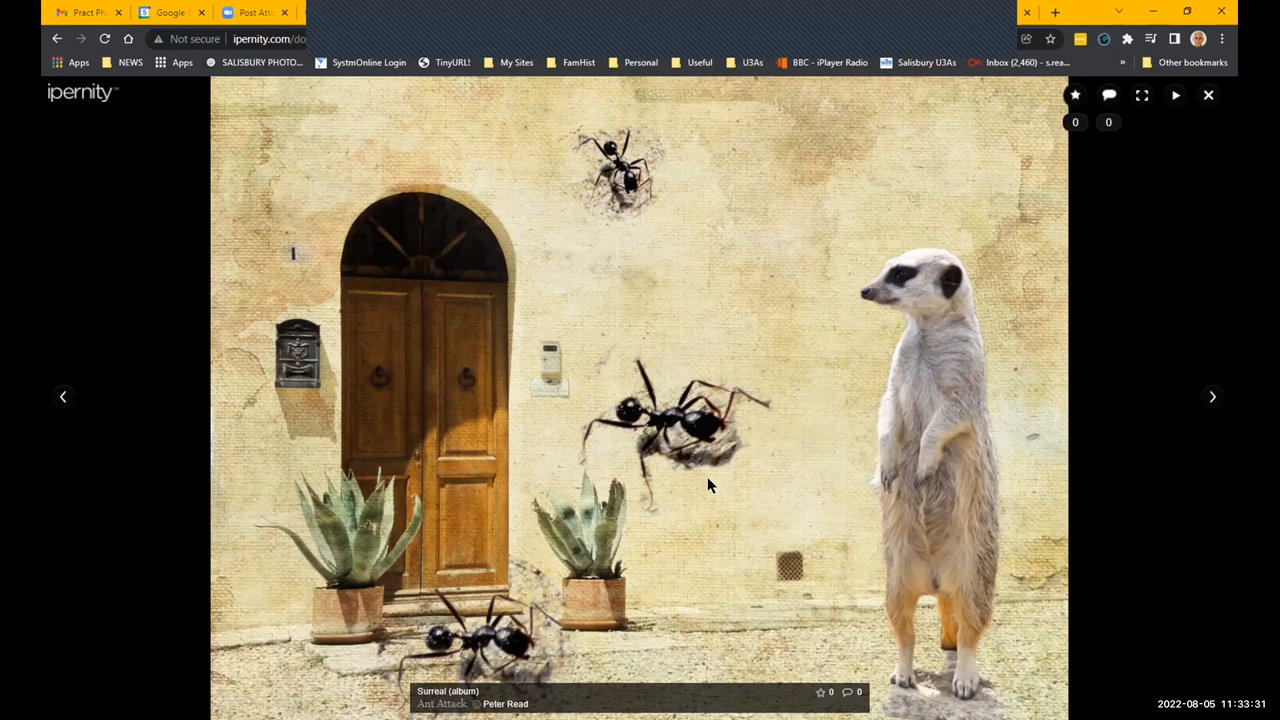 Pract Ph
Google C
Post Atta
Not secure
ipernity.com/do
Apps
NEWS
Apps
SALISBURY PHOTO...
SystmOnline Login
TinyURL!
My Sites
FamHist
Personal
Useful
U3As
BBC - iPlayer Radio
Salisbury U3As
Inbox (2,460) - s.rea...
»
Other bookmarks
ipernity™
0 0
Surreal (album)
0 0
Ant Attack, © Peter Read
2022-08-05 11:33:31